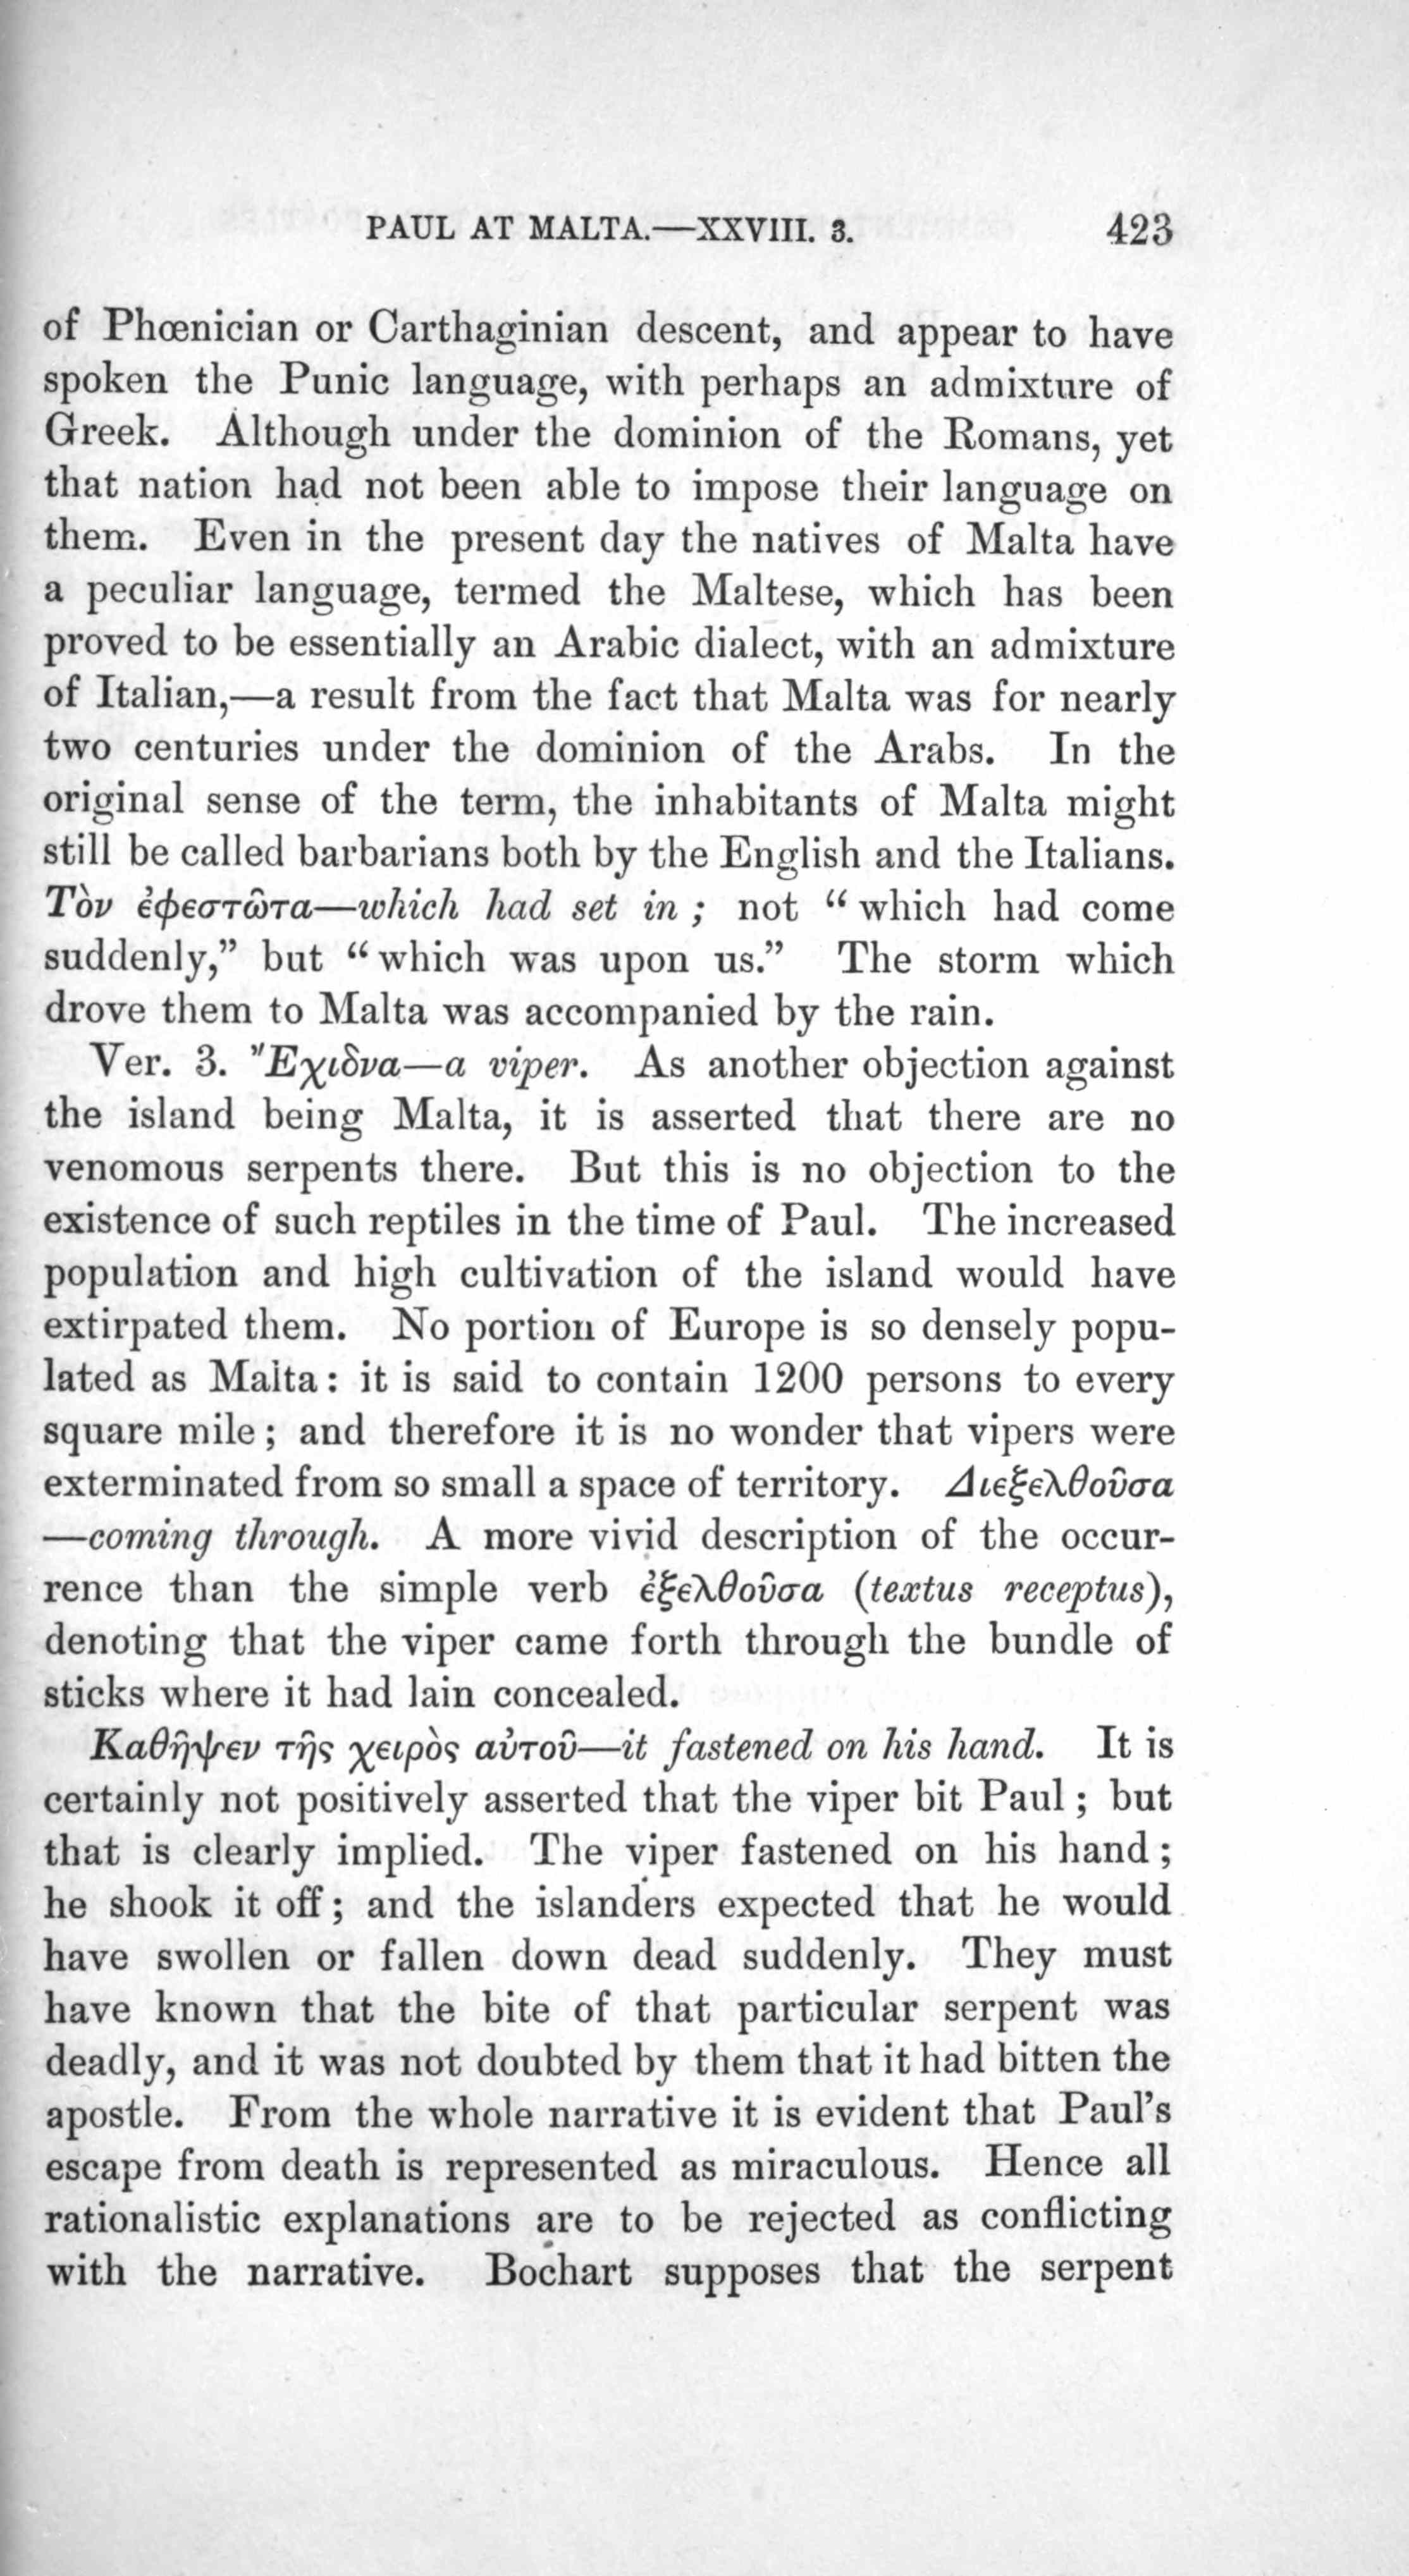 PAUL AT MALTA.—XXVIII. 3. 423
of Phœnician or Carthaginian descent, and appear to have
spoken the Punic language, with perhaps an admixture of
Greek. Although under the dominion of the Romans, yet
that nation had not been able to impose their language on
them. Even in the present day the natives of Malta have
a peculiar language, termed the Maltese, which has been
proved to be essentially an Arabic dialect, with an admixture
of Italian,—a result from the fact that Malta was for nearly
two centuries under the dominion of the Arabs. In the
original sense of the term, the inhabitants of Malta might
still be called barbarians both by the English and the Italians.
Τὸν ἐφεστῶτα—which had set in; not “which had come
suddenly,” but “which was upon us.” The storm which
drove them to Malta was accompanied by the rain.
Ver. 3. Ἔχιδνα—a viper. As another objection against
the island being Malta, it is asserted that there are no
venomous serpents there. But this is no objection to the
existence of such reptiles in the time of Paul. The increased
population and high cultivation of the island would have
extirpated them. No portion of Europe is so densely popu-
lated as Malta: it is said to contain 1200 persons to every
square mile; and therefore it is no wonder that vipers were
exterminated from so small a space of territory. Διεξελθοῦσα
—coming through. A more vivid description of the occur-
rence than the simple verb ἐξελθοῦσα (textus receptus),
denoting that the viper came forth through the bundle of
sticks where it had lain concealed.
Καθῆψεν τῆς χειρὸς αὐτοῦ—it fastened on his hand. It is
certainly not positively asserted that the viper bit Paul; but
that is clearly implied. The viper fastened on his hand;
he shook it off; and the islanders expected that he would
have swollen or fallen down dead suddenly. They must
have known that the bite of that particular serpent was
deadly, and it was not doubted by them that it had bitten the
apostle. From the whole narrative it is evident that Paul’s
escape from death is represented as miraculous. Hence all
rationalistic explanations are to be rejected as conflicting
with the narrative. Bochart supposes that the serpent